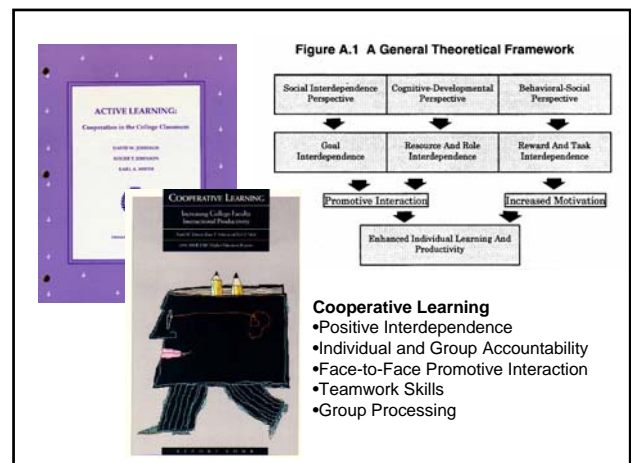 Figure A.1 A General Theoretical Framework
Social Interdependence
Perspective
Cognitive-Developmental
Perspective
Behavioral-Social
Perspective
Goal
Interdependence
Resource And Role
Interdependence
Reward And Task
Interdependence
Promotive Interaction
Increased Motivation
Enhanced Individual Learning And
Productivity
ACTIVE LEARNING:
Cooperation in the College Classroom
DAVID W. JOHNSON
ROGER T. JOHNSON
KARL A. SMITH
COOPERATIVE LEARNING
Increasing College Faculty
Instructional Productivity
REPORT FOUR
Cooperative Learning
•Positive Interdependence
•Individual and Group Accountability
•Face-to-Face Promotive Interaction
•Teamwork Skills
•Group Processing